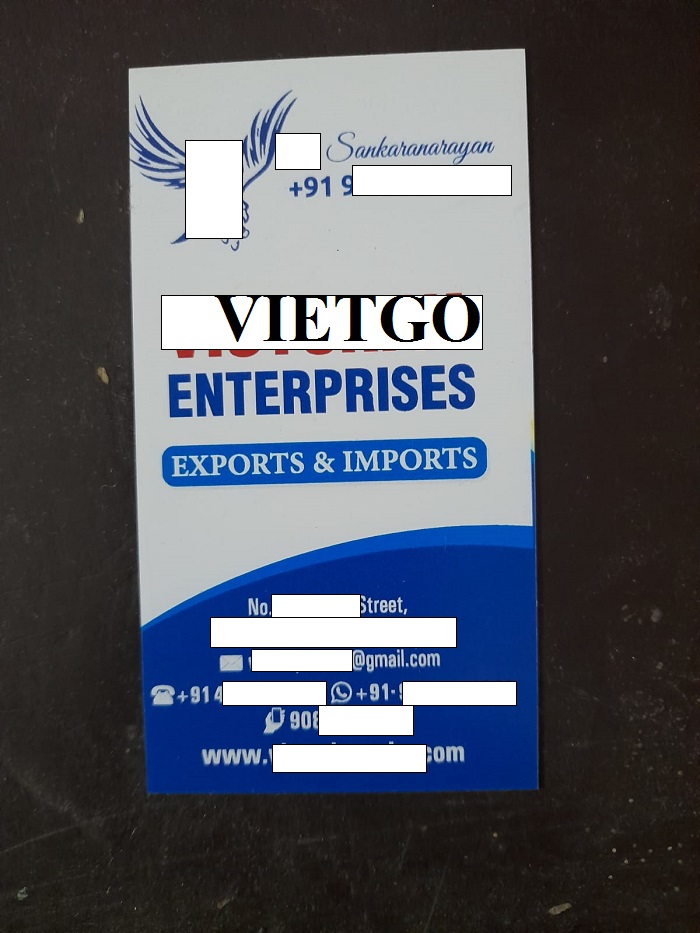 Sankaranarayan
+91 9
VIETGO
ENTERPRISES
EXPORTS & IMPORTS
No. Street,
@gmail.com
+91 4 +91-9
908
www.v .com